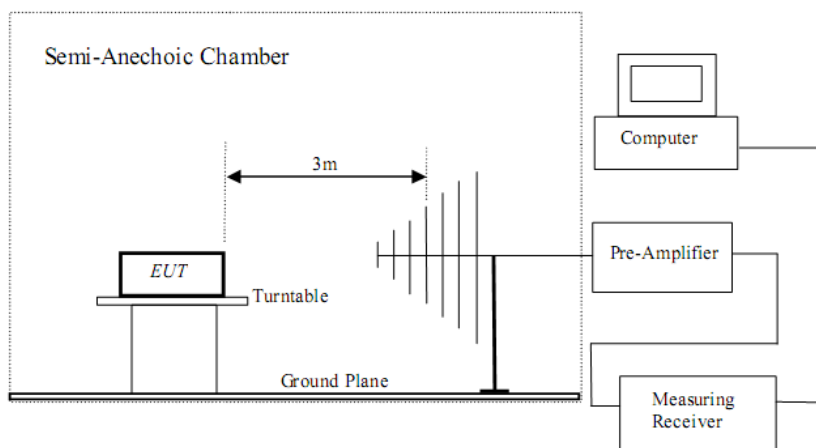 Semi-Anechoic Chamber
Computer
3m
Pre-Amplifier
EUT
Turntable
Ground Plane
Measuring
Receiver